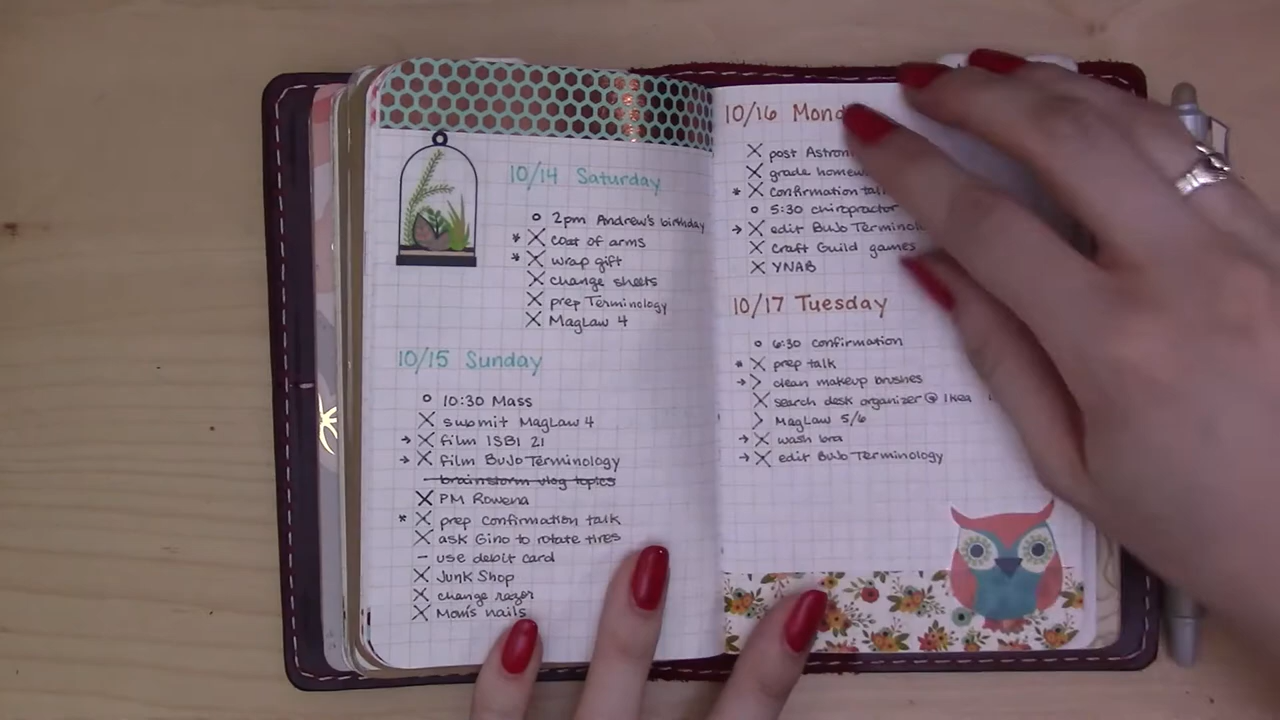 10/14 Saturday
o 2pm Andrew's birthday
* X coat of arms
* X wrap gift
X change sheets
X prep Terminology
X MagLaw 4
10/15 Sunday
o 10:30 Mass
X submit MagLaw 4
→ X film ISBI 21
→ X film BuJo Terminology
brainstorm vlog topics
X PM Rowena
* X prep confirmation talk
X ask Gino to rotate tires
– use debit card
X Junk Shop
X change razor
X Mom's nails
10/16 Mond
X post Astron
X grade homew
* X confirmation talk
o 5:30 chiropractor
→ X edit BuJo Terminol
X Craft Guild games
X YNAB
10/17 Tuesday
o 6:30 confirmation
* X prep talk
→ > clean makeup brushes
X search desk organizer @ Ikea
> MagLaw 5/6
→ X wash bra
→ X edit BuJo Terminology